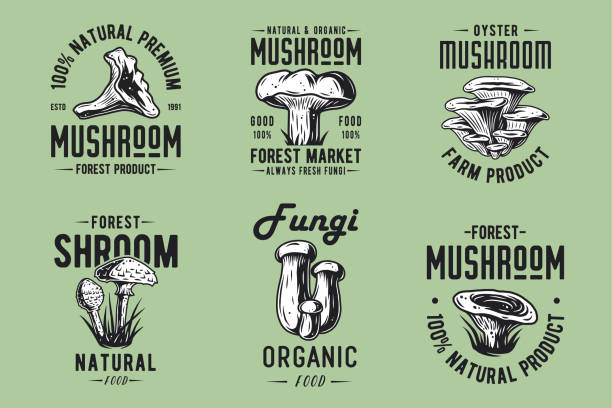 100% NATURAL PREMIUM
ESTD 1991
MUSHROOM
FOREST PRODUCT
NATURAL & ORGANIC
MUSHROOM
GOOD FOOD
100% 100%
FOREST MARKET
ALWAYS FRESH FUNGI
OYSTER
MUSHROOM
FARM PRODUCT
FOREST
SHROOM
NATURAL
FOOD
Fungi
ORGANIC
FOOD
-FOREST-
MUSHROOM
• 100% NATURAL PRODUCT •